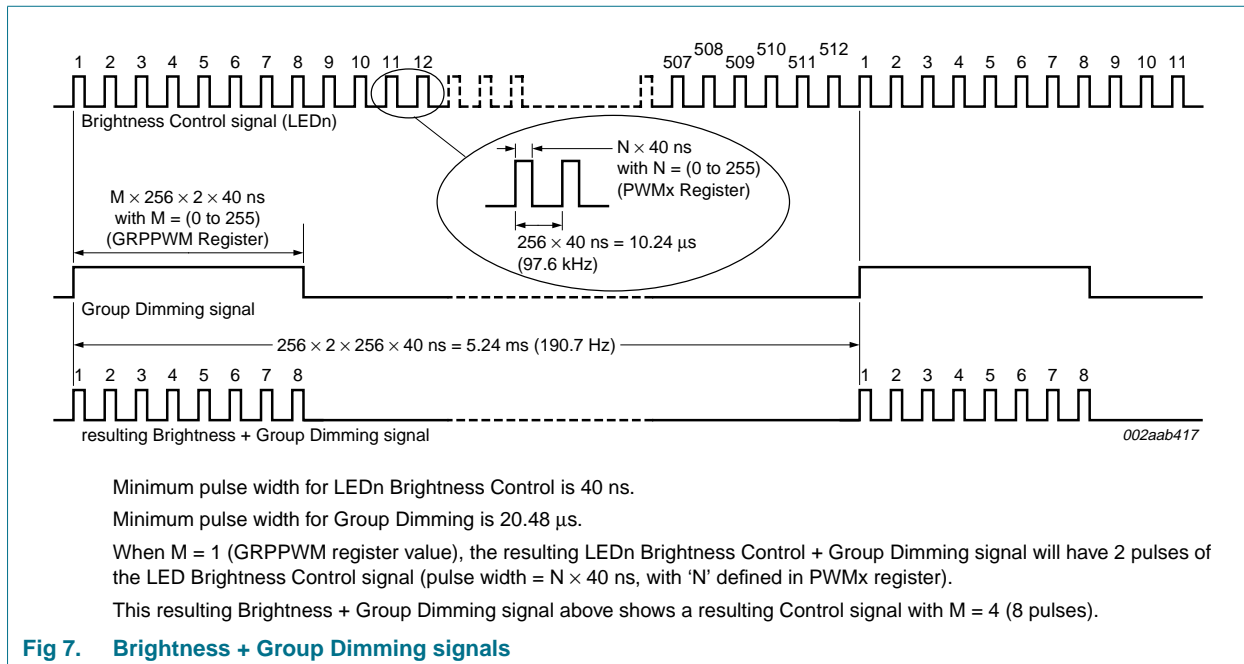 1 2 3 4 5 6 7 8 9 10 11 12 507 508 509 510 511 512 1 2 3 4 5 6 7 8 9 10 11
Brightness Control signal (LEDn)
N × 40 ns
with N = (0 to 255)
(PWMx Register)
M × 256 × 2 × 40 ns
with M = (0 to 255)
(GRPPWM Register)
256 × 40 ns = 10.24 μs
(97.6 kHz)
Group Dimming signal
256 × 2 × 256 × 40 ns = 5.24 ms (190.7 Hz)
1 2 3 4 5 6 7 8 1 2 3 4 5 6 7 8
resulting Brightness + Group Dimming signal
002aab417
Minimum pulse width for LEDn Brightness Control is 40 ns.
Minimum pulse width for Group Dimming is 20.48 μs.
When M = 1 (GRPPWM register value), the resulting LEDn Brightness Control + Group Dimming signal will have 2 pulses of
the LED Brightness Control signal (pulse width = N × 40 ns, with ‘N’ defined in PWMx register).
This resulting Brightness + Group Dimming signal above shows a resulting Control signal with M = 4 (8 pulses).
Fig 7. Brightness + Group Dimming signals